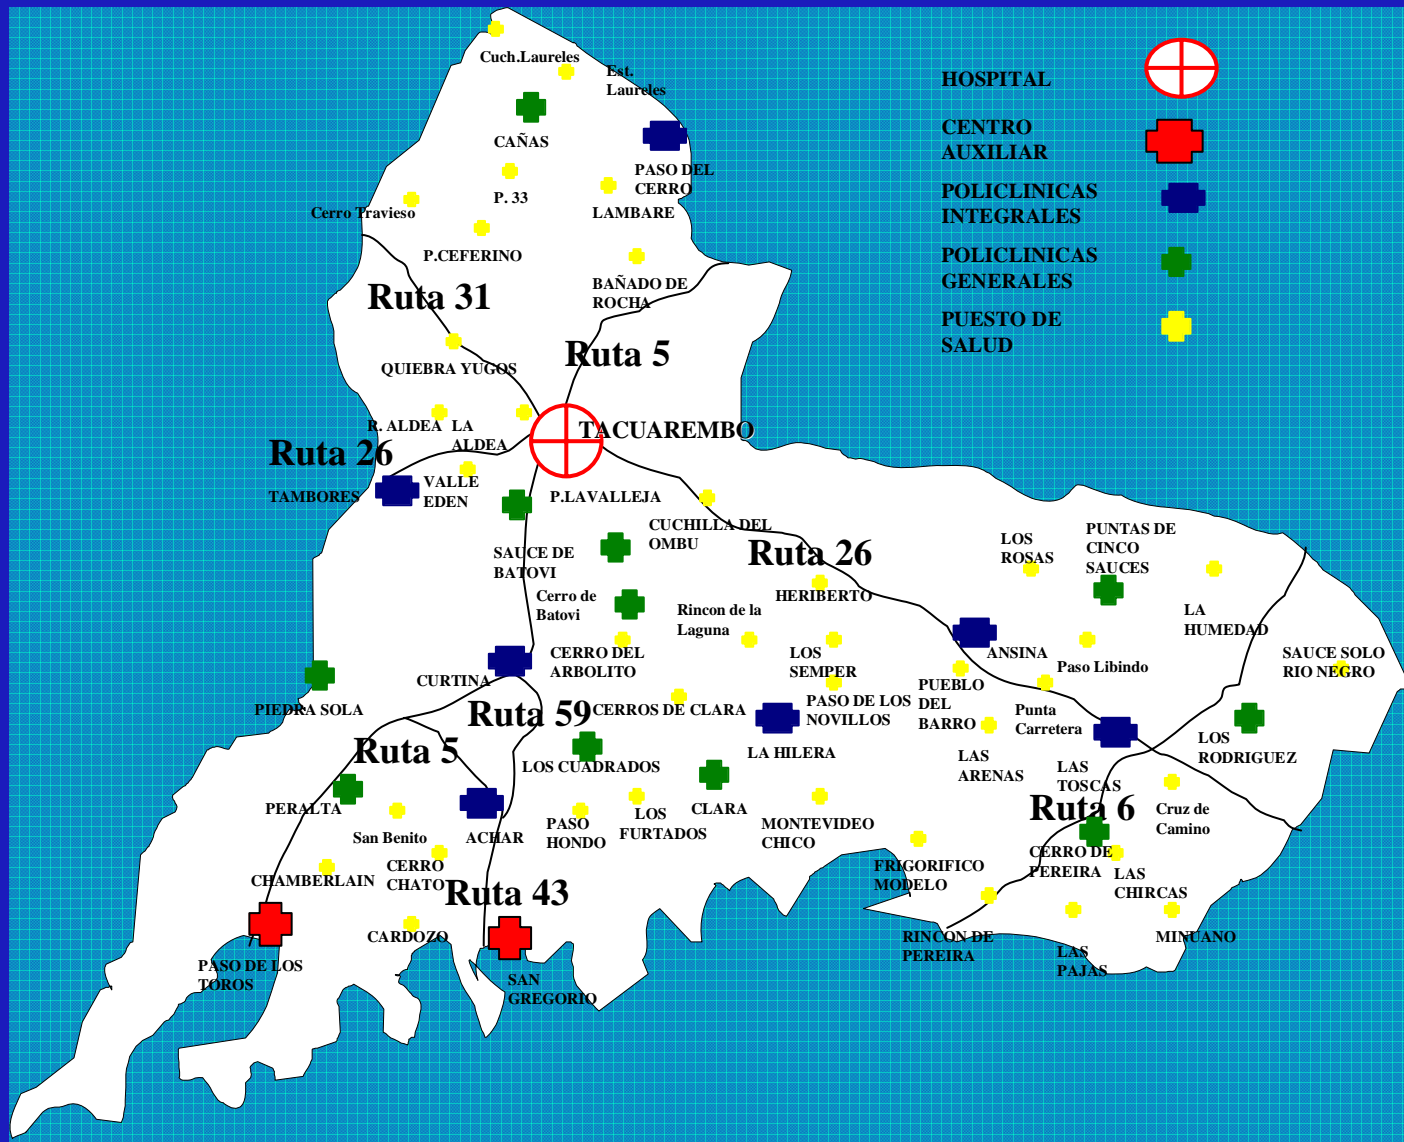 Cuch.Laureles
Est.
Laureles
CAÑAS
PASO DEL
CERRO
P. 33
LAMBARE
Cerro Travieso
P.CEFERINO
BAÑADO DE
ROCHA
Ruta 31
Ruta 5
QUIEBRA YUGOS
R. ALDEA
LA
ALDEA
TACUAREMBO
Ruta 26
TAMBORES
VALLE
EDEN
P.LAVALLEJA
CUCHILLA DEL
OMBU
SAUCE DE
BATOVI
Ruta 26
LOS
ROSAS
PUNTAS DE
CINCO
SAUCES
Cerro de
Batovi
Rincon de la
Laguna
HERIBERTO
LA
HUMEDAD
CERRO DEL
ARBOLITO
LOS
SEMPER
ANSINA
Paso Libindo
SAUCE SOLO
RIO NEGRO
CURTINA
PUEBLO
DEL
BARRO
PIEDRA SOLA
Ruta 59
CERROS DE CLARA
PASO DE LOS
NOVILLOS
Punta
Carretera
LA HILERA
LOS
RODRIGUEZ
Ruta 5
LOS CUADRADOS
LAS
ARENAS
LAS
TOSCAS
PERALTA
CLARA
Ruta 6
Cruz de
Camino
San Benito
ACHAR
PASO
HONDO
LOS
FURTADOS
MONTEVIDEO
CHICO
CERRO DE
PEREIRA
CHAMBERLAIN
CERRO
CHATO
FRIGORIFICO
MODELO
LAS
CHIRCAS
Ruta 43
CARDOZO
RINCON DE
PEREIRA
LAS
PAJAS
MINUANO
PASO DE LOS
TOROS
SAN
GREGORIO
HOSPITAL
CENTRO
AUXILIAR
POLICLINICAS
INTEGRALES
POLICLINICAS
GENERALES
PUESTO DE
SALUD